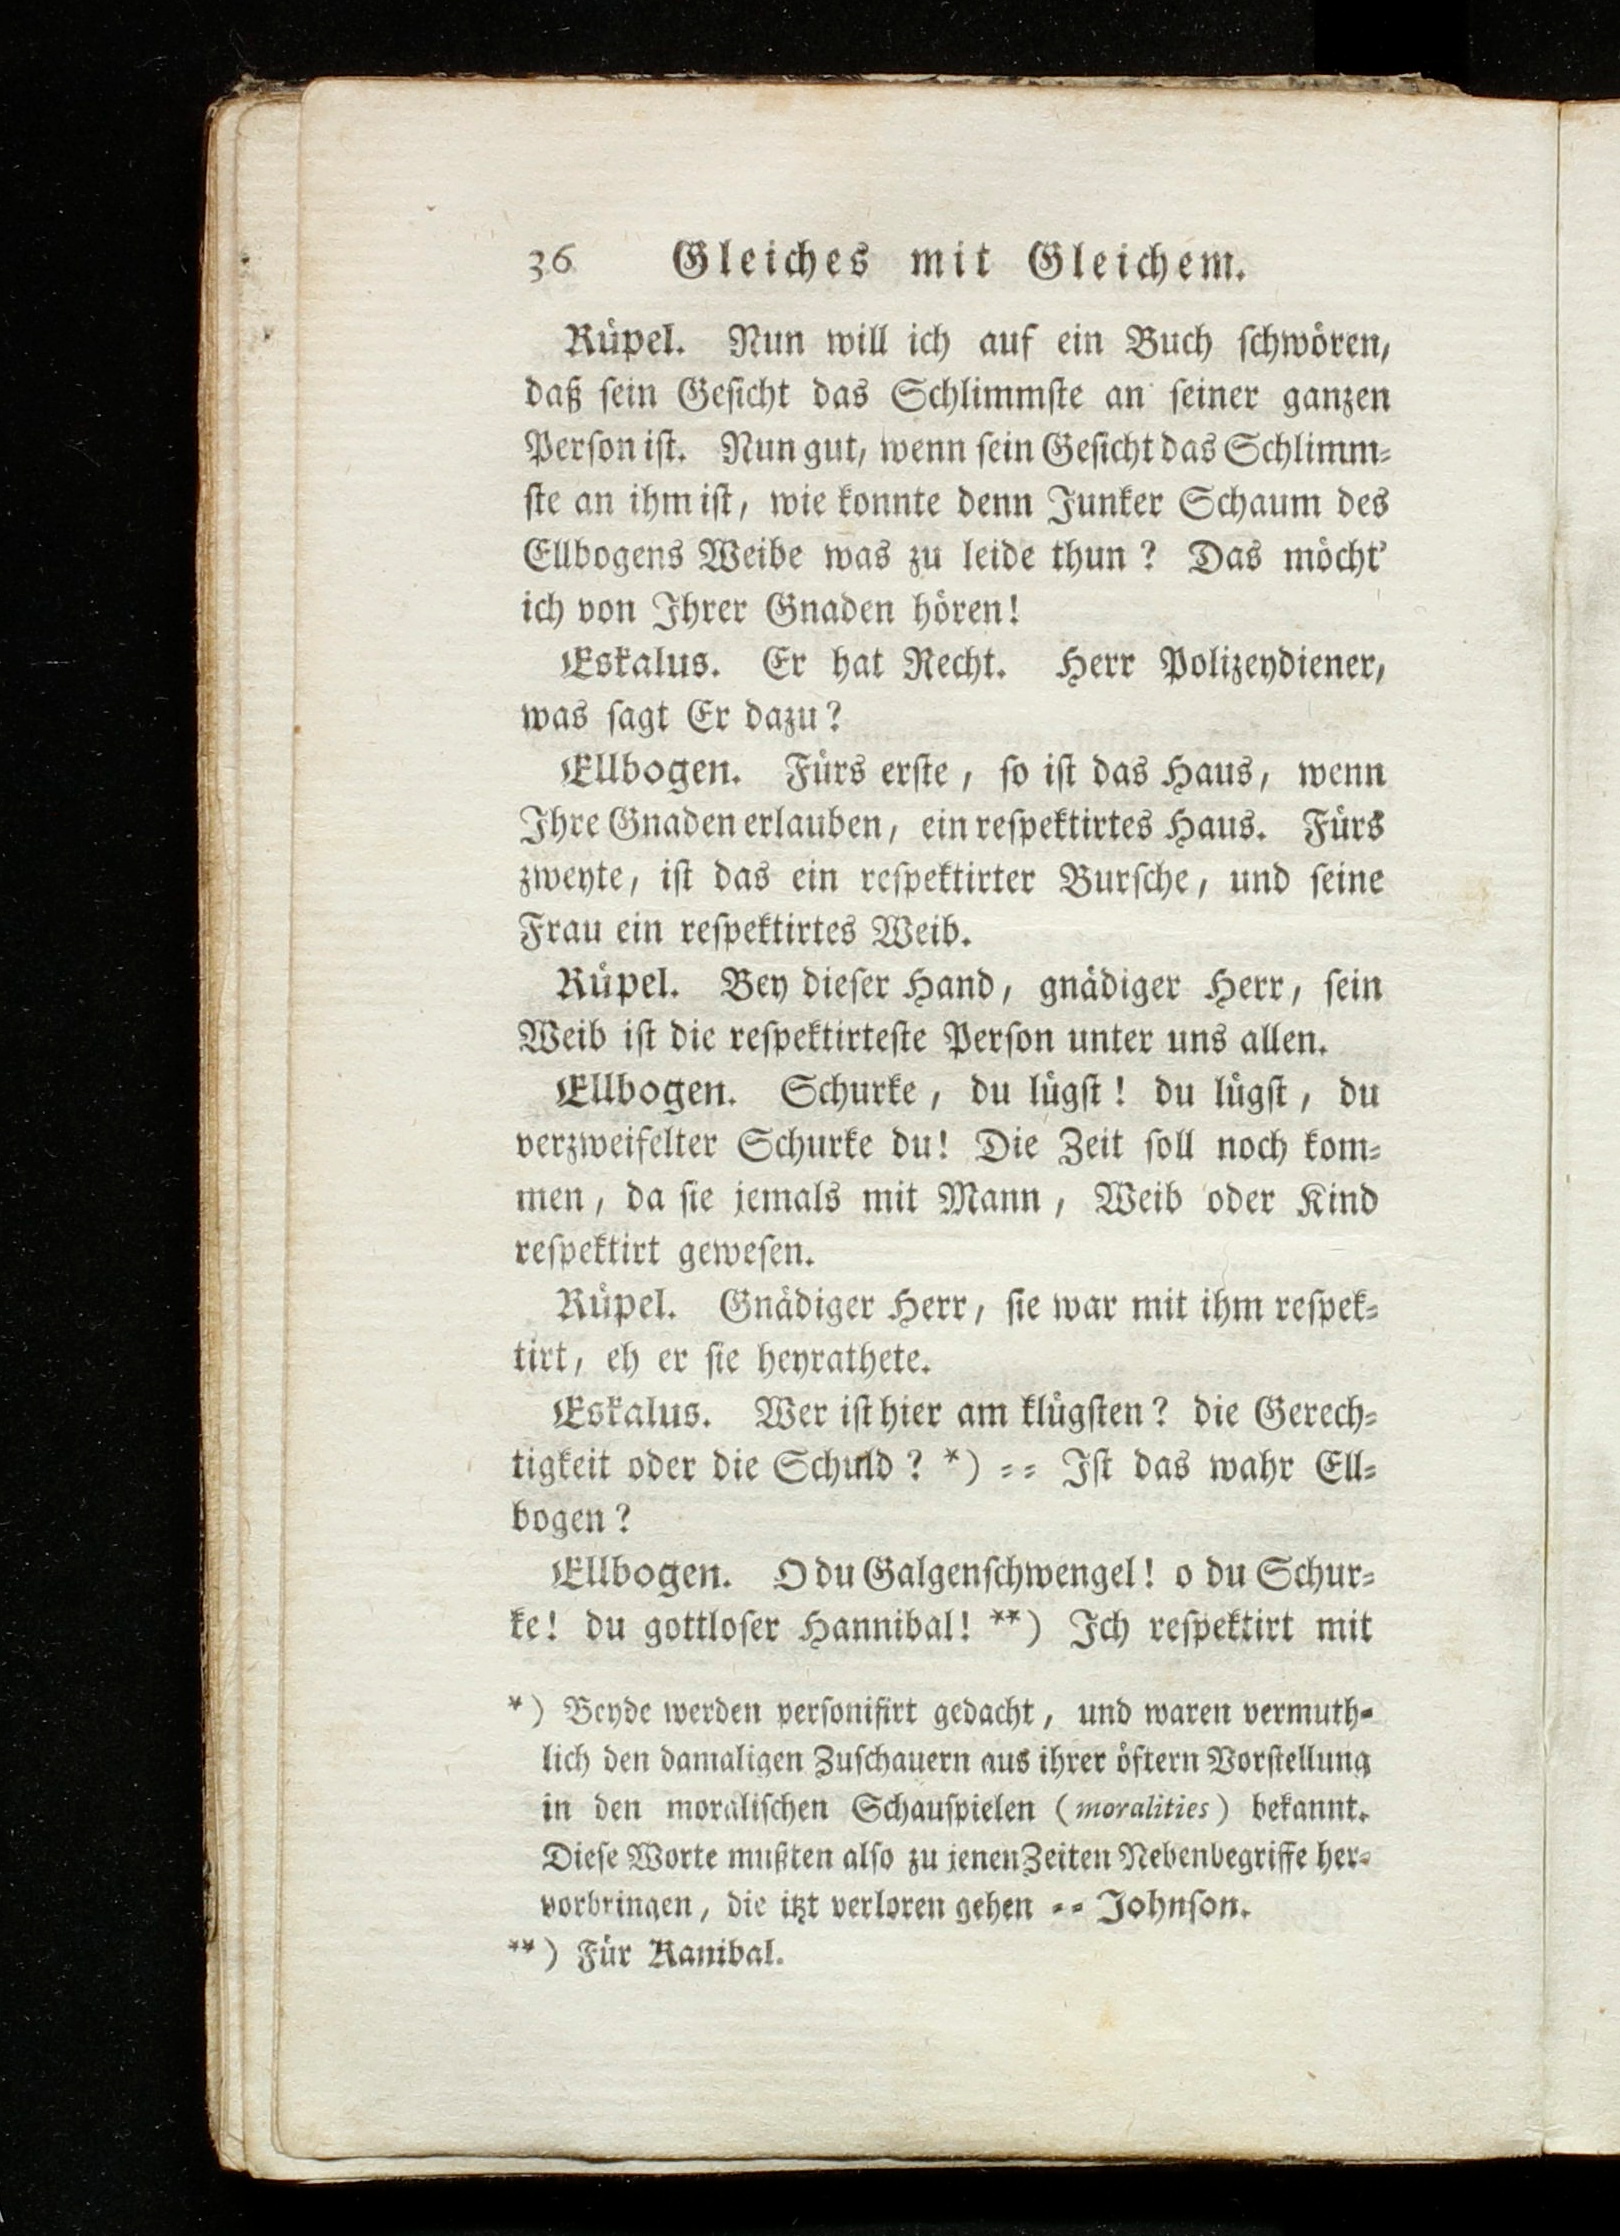 36 Gleiches mit Gleichem.
Rüpel. Nun will ich auf ein Buch ſchwören,
daß ſein Geſicht das Schlimmſte an ſeiner ganzen
Perſon iſt. Nun gut, wenn ſein Geſicht das Schlimm⸗
ſte an ihm iſt, wie konnte denn Junker Schaum des
Ellbogens Weibe was zu leide thun? Das möcht'
ich von Ihrer Gnaden hören!
Eskalus. Er hat Recht. Herr Polizeydiener,
was ſagt Er dazu?
Ellbogen. Fürs erſte, ſo iſt das Haus, wenn
Ihre Gnaden erlauben, ein reſpektirtes Haus. Fürs
zweyte, iſt das ein reſpektirter Burſche, und ſeine
Frau ein reſpektirtes Weib.
Rüpel. Bey dieſer Hand, gnädiger Herr, ſein
Weib iſt die reſpektirteſte Perſon unter uns allen.
Ellbogen. Schurke, du lügſt! du lügſt, du
verzweifelter Schurke du! Die Zeit ſoll noch kom⸗
men, da ſie jemals mit Mann, Weib oder Kind
reſpektirt geweſen.
Rüpel. Gnädiger Herr, ſie war mit ihm reſpek⸗
tirt, eh er ſie heyrathete.
Eskalus. Wer iſt hier am klügſten? die Gerech⸗
tigkeit oder die Schuld? *) ⸗⸗ Iſt das wahr Ell⸗
bogen?
Ellbogen. O du Galgenſchwengel! o du Schur⸗
ke! du gottloſer Hannibal! **) Ich reſpektirt mit
*) Beyde werden perſonifirt gedacht, und waren vermuth⸗
lich den damaligen Zuſchauern aus ihrer öftern Vorſtellung
in den moraliſchen Schauſpielen (moralities) bekannt.
Dieſe Worte mußten alſo zu jenen Zeiten Nebenbegriffe her⸗
vorbringen, die itzt verloren gehen ⸗⸗ Johnſon.
**) Für Kanibal.